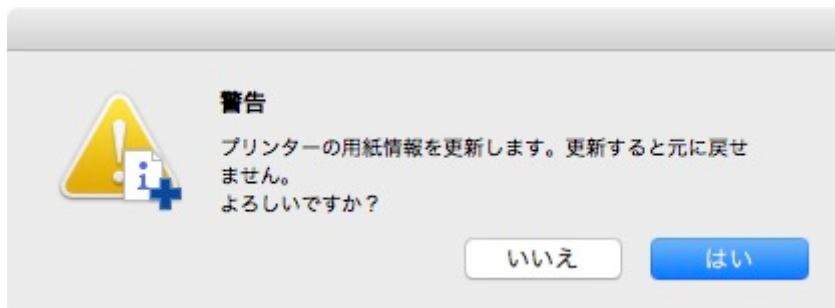 警告
プリンターの用紙情報を更新します。更新すると元に戻せ
ません。
よろしいですか？
いいえ
はい